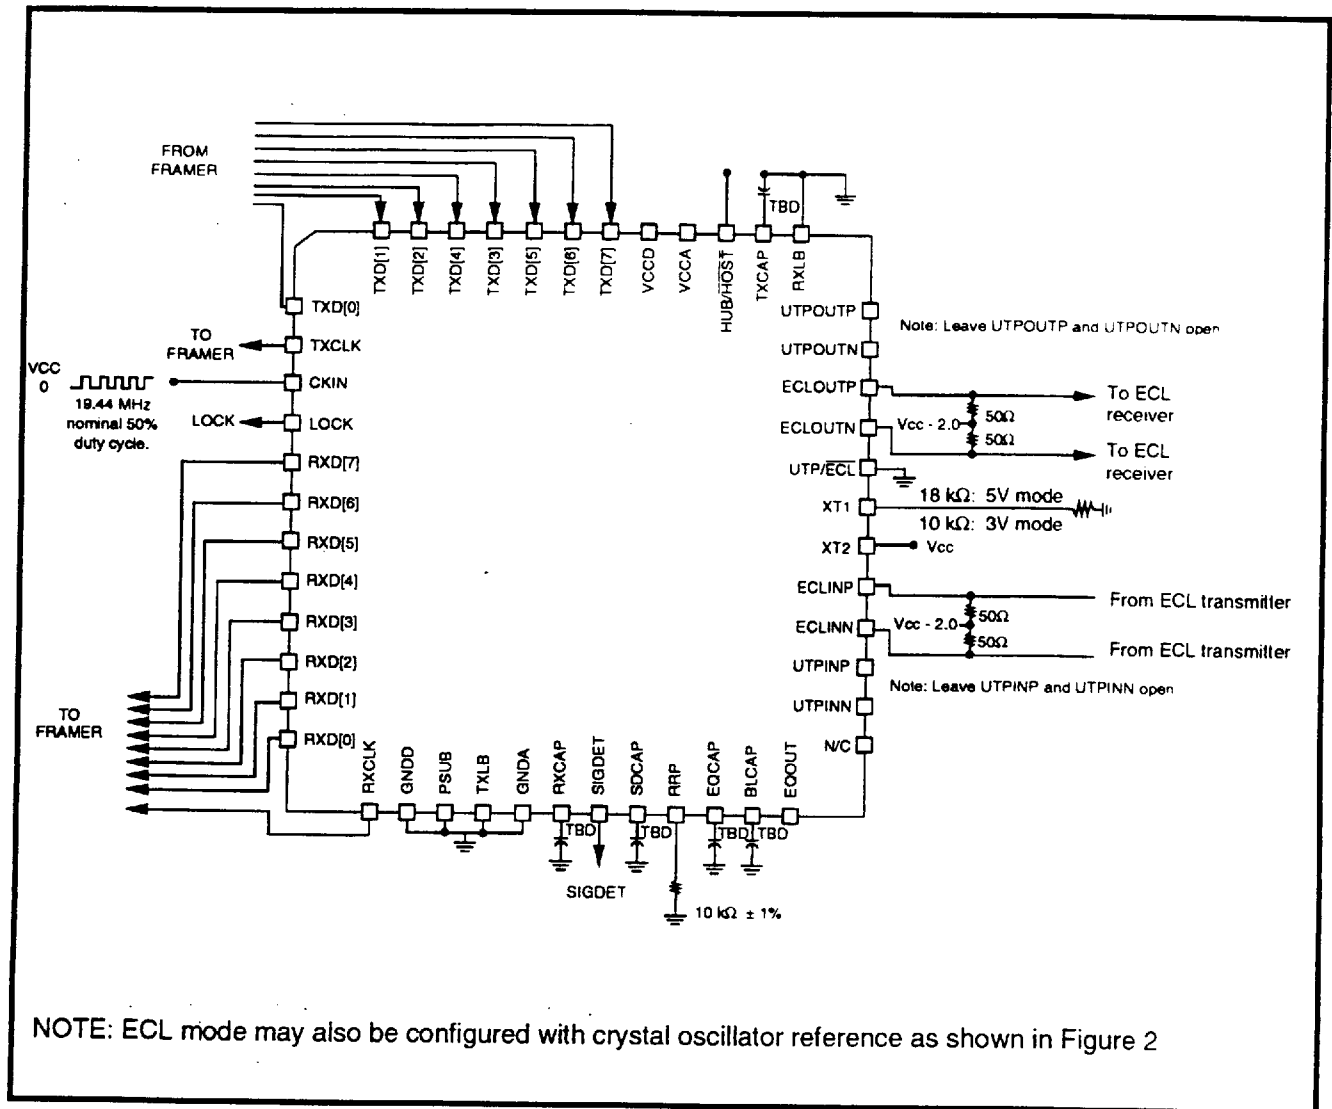 FROM
FRAMER
TBD
TXD[1]
TXD[2]
TXD[4]
TXD[3]
TXD[5]
TXD[6]
TXD[7]
VCCD
VCCA
HUB/HOST
TXCAP
RXLB
TXD[0]
TO
FRAMER
TXCLK
VCC
0
CKIN
19.44 MHz
nominal 50%
duty cycle.
LOCK
LOCK
RXD[7]
RXD[6]
RXD[5]
RXD[4]
RXD[3]
RXD[2]
RXD[1]
RXD[0]
TO
FRAMER
UTPOUTP
Note: Leave UTPOUTP and UTPOUTN open
UTPOUTN
ECLOUTP
To ECL
receiver
50Ω
Vcc - 2.0
50Ω
ECLOUTN
To ECL
receiver
UTP/ECL
18 kΩ: 5V mode
XT1
10 kΩ: 3V mode
XT2
Vcc
ECLINP
From ECL transmitter
50Ω
Vcc - 2.0
50Ω
ECLINN
From ECL transmitter
UTPINP
Note: Leave UTPINP and UTPINN open
UTPINN
N/C
RXCLK
GNDD
PSUB
TXLB
GNDA
RXCAP
SIGDET
SDCAP
RRP
EQCAP
BLCAP
EQOUT
TBD
TBD
TBD
TBD
SIGDET
10 kΩ ± 1%
NOTE: ECL mode may also be configured with crystal oscillator reference as shown in Figure 2